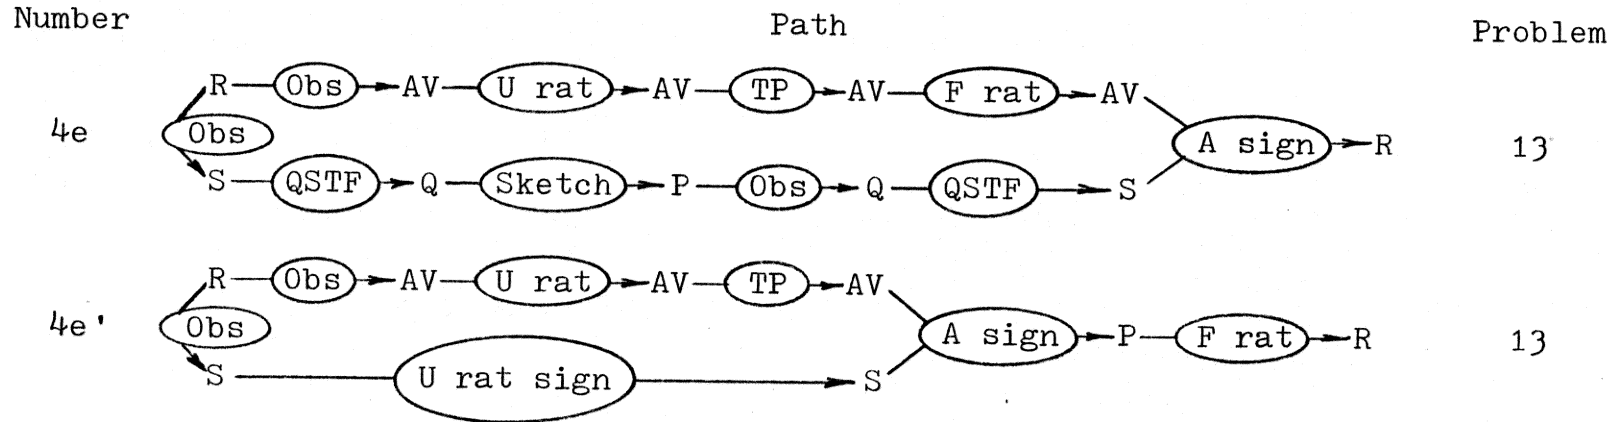 Number Path Problem
R Obs AV U rat AV TP AV F rat AV
4e Obs A sign R 13
S QSTF Q Sketch P Obs Q QSTF S
R Obs AV U rat AV TP AV
4e' Obs A sign P F rat R 13
S U rat sign S